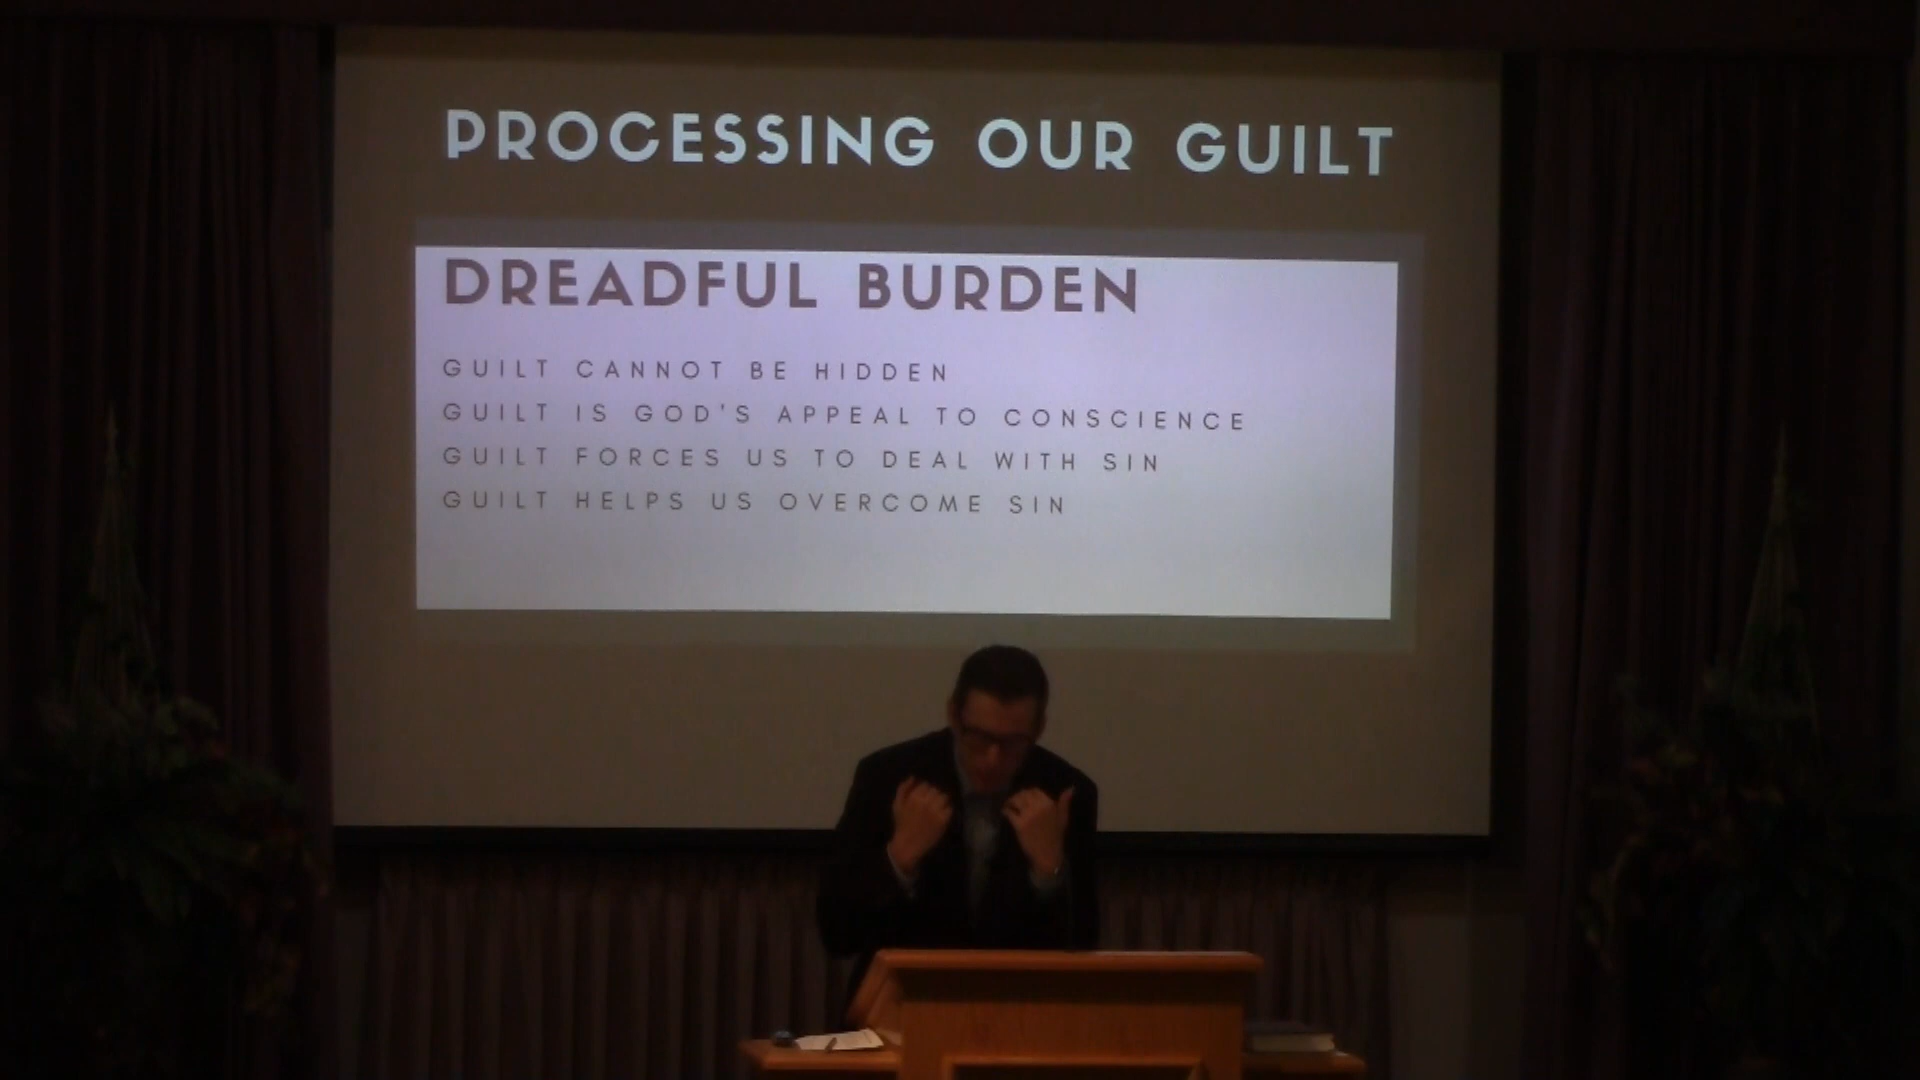 PROCESSING OUR GUILT
DREADFUL BURDEN
GUILT CANNOT BE HIDDEN
GUILT IS GOD'S APPEAL TO CONSCIENCE
GUILT FORCES US TO DEAL WITH SIN
GUILT HELPS US OVERCOME SIN